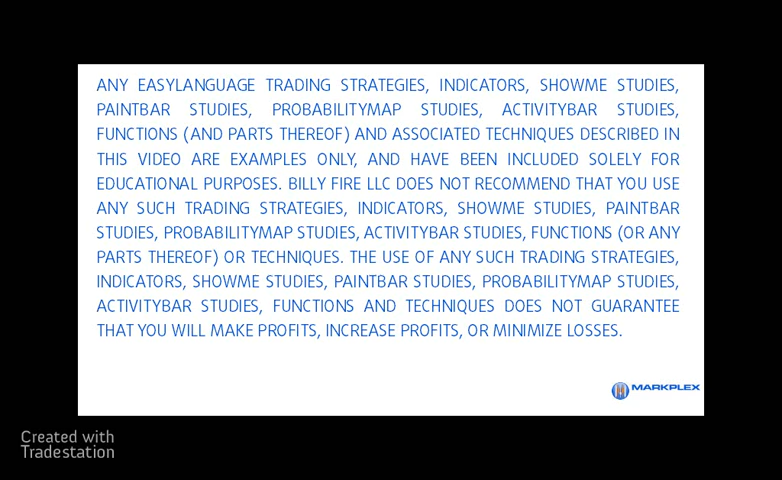 ANY EASYLANGUAGE TRADING STRATEGIES, INDICATORS, SHOWME STUDIES,
PAINTBAR STUDIES, PROBABILITYMAP STUDIES, ACTIVITYBAR STUDIES,
FUNCTIONS (AND PARTS THEREOF) AND ASSOCIATED TECHNIQUES DESCRIBED IN
THIS VIDEO ARE EXAMPLES ONLY, AND HAVE BEEN INCLUDED SOLELY FOR
EDUCATIONAL PURPOSES. BILLY FIRE LLC DOES NOT RECOMMEND THAT YOU USE
ANY SUCH TRADING STRATEGIES, INDICATORS, SHOWME STUDIES, PAINTBAR
STUDIES, PROBABILITYMAP STUDIES, ACTIVITYBAR STUDIES, FUNCTIONS (OR ANY
PARTS THEREOF) OR TECHNIQUES. THE USE OF ANY SUCH TRADING STRATEGIES,
INDICATORS, SHOWME STUDIES, PAINTBAR STUDIES, PROBABILITYMAP STUDIES,
ACTIVITYBAR STUDIES, FUNCTIONS AND TECHNIQUES DOES NOT GUARANTEE
THAT YOU WILL MAKE PROFITS, INCREASE PROFITS, OR MINIMIZE LOSSES.
MARKPLEX
Created with
Tradestation